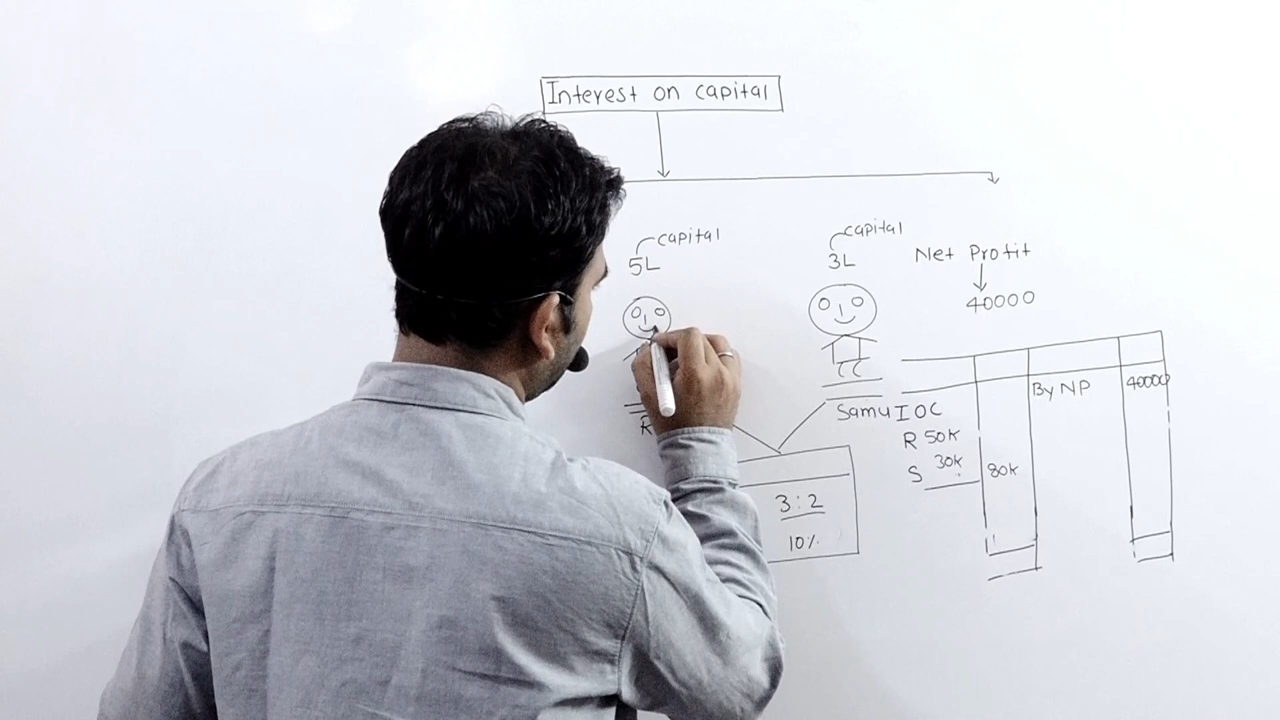 Interest on capital
capital
5L
capital
3L
Net Profit
40000
By NP 40000
Samu
IOC
R 50K
S 30K 80K
3:2
10%